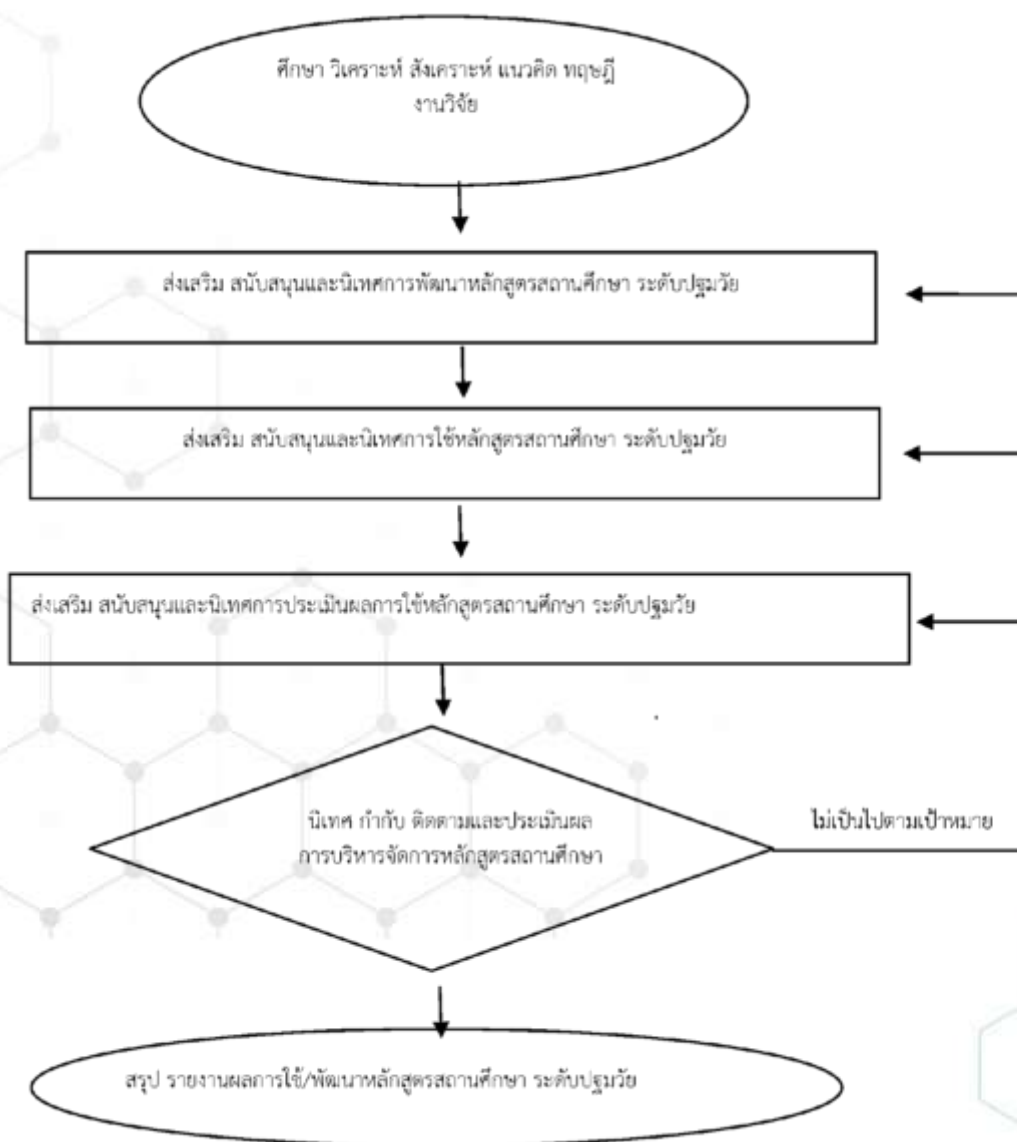 ศึกษา วิเคราะห์ สังเคราะห์ แนวคิด ทฤษฎี
งานวิจัย
ส่งเสริม สนับสนุนและนิเทศการพัฒนาหลักสูตรสถานศึกษา ระดับปฐมวัย
ส่งเสริม สนับสนุนและนิเทศการใช้หลักสูตรสถานศึกษา ระดับปฐมวัย
ส่งเสริม สนับสนุนและนิเทศการประเมินผลการใช้หลักสูตรสถานศึกษา ระดับปฐมวัย
นิเทศ กำกับ ติดตามและประเมินผล
การบริหารจัดการหลักสูตรสถานศึกษา
ไม่เป็นไปตามเป้าหมาย
สรุป รายงานผลการใช้/พัฒนาหลักสูตรสถานศึกษา ระดับปฐมวัย